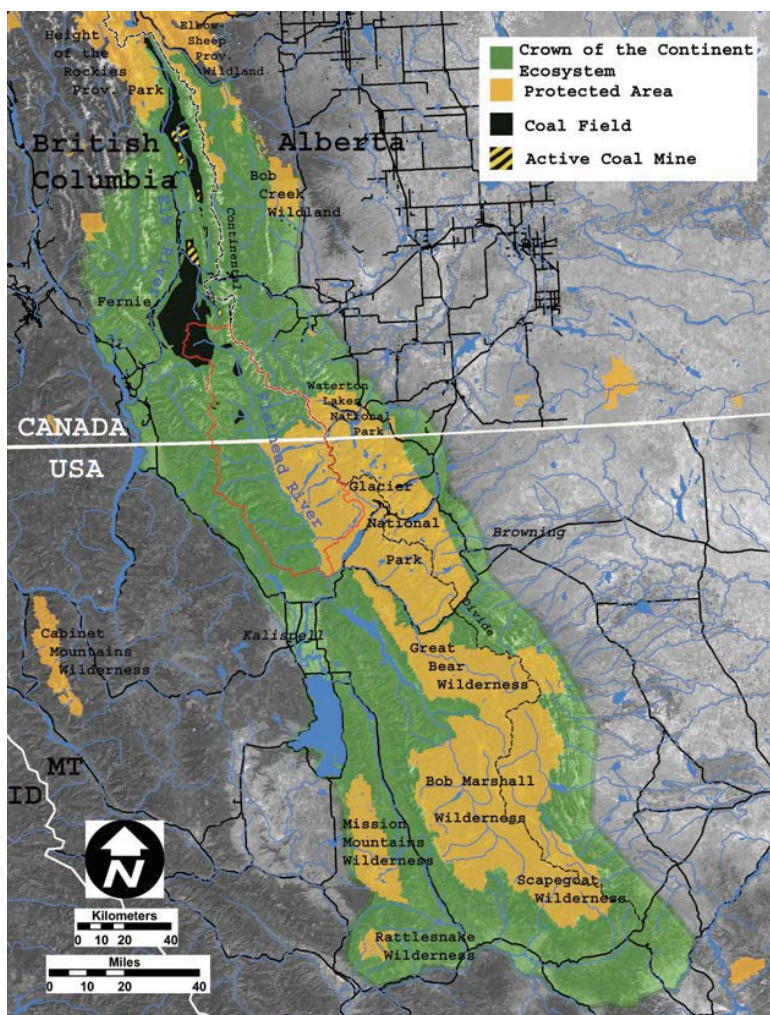 Height of the
Rockies
Prov. Park
Elbow-
Sheep
Prov.
Wildland
Crown of the Continent
Ecosystem
Protected Area
Coal Field
Active Coal Mine
British
Columbia
Alberta
Bob
Creek
Wildland
Elk River
Continental
Fernie
Waterton
Lakes
National
Park
CANADA
USA
Flathead River
Glacier
National
Park
Browning
Divide
Kalispell
Cabinet
Mountains
Wilderness
Great
Bear
Wilderness
MT
ID
Bob Marshall
Wilderness
Mission
Mountains
Wilderness
Scapegoat
Wilderness
Rattlesnake
Wilderness
N
Kilometers
0 10 20 40
Miles
0 10 20 40